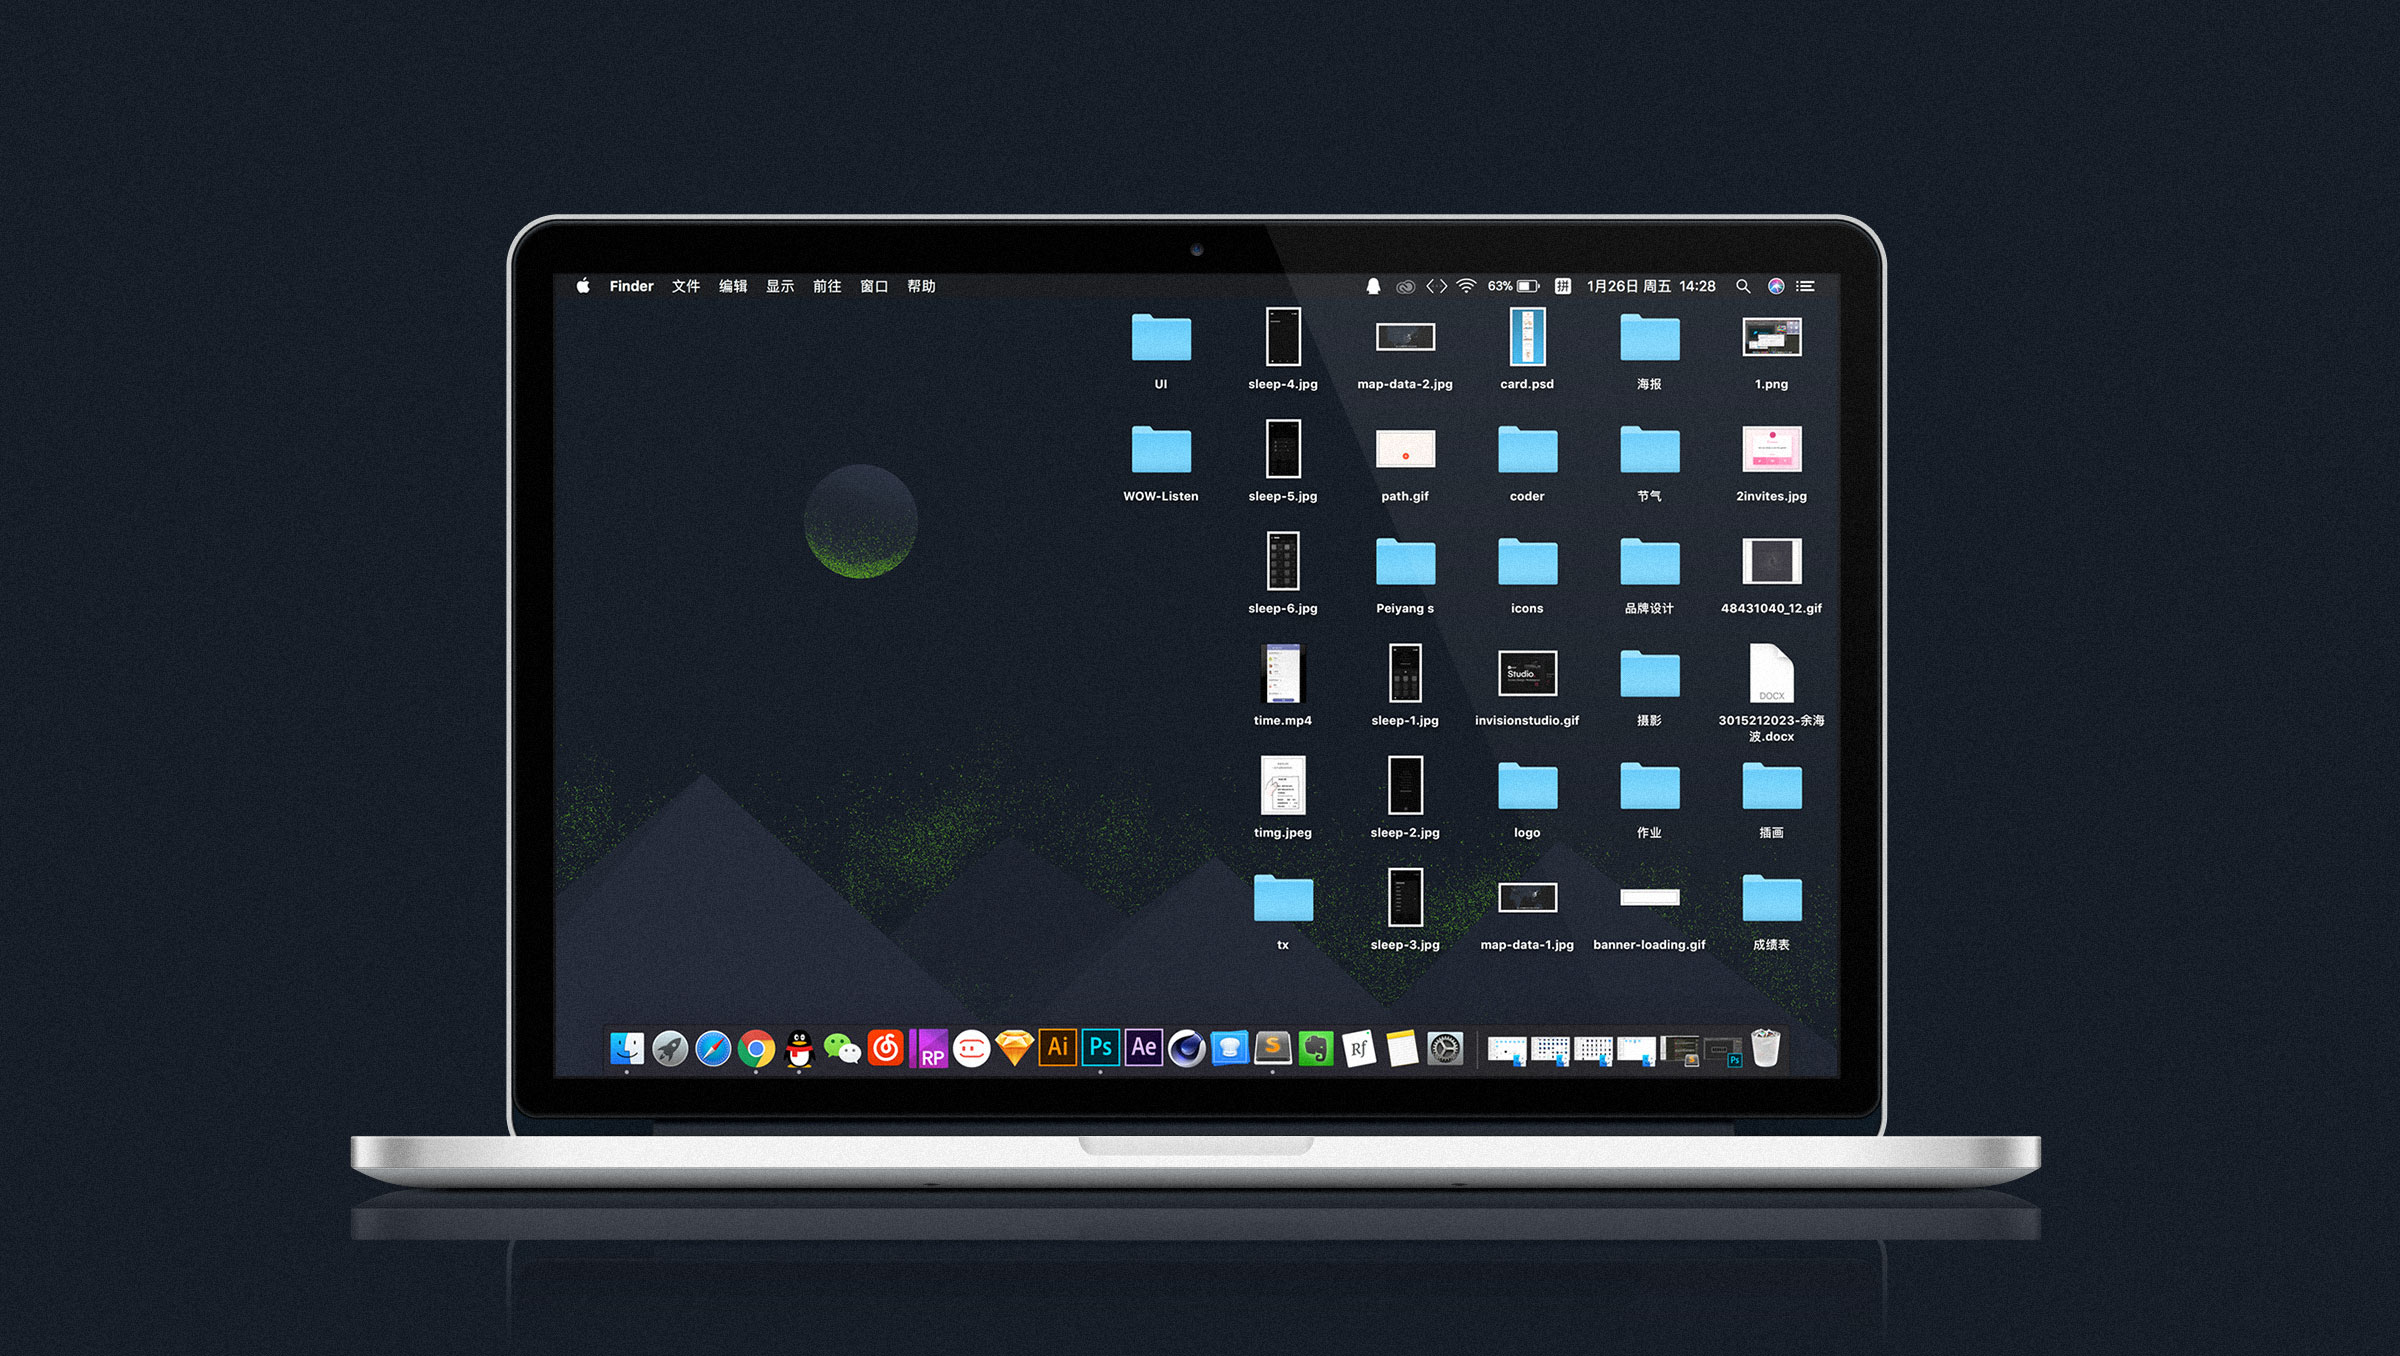 Finder 文件 编辑 显示 前往 窗口 帮助 63% 拼 1月26日 周五 14:28
UI sleep-4.jpg map-data-2.jpg card.psd 海报 1.png
WOW-Listen sleep-5.jpg path.gif coder 节气 2invites.jpg
sleep-6.jpg Peiyang s icons 品牌设计 48431040_12.gif
Studio
DOCX
time.mp4 sleep-1.jpg invisionstudio.gif 摄影 3015212023-余海
波.docx
timg.jpeg sleep-2.jpg logo 作业 插画
tx sleep-3.jpg map-data-1.jpg banner-loading.gif 成绩表
RP Ai Ps Ae S Rf Ps